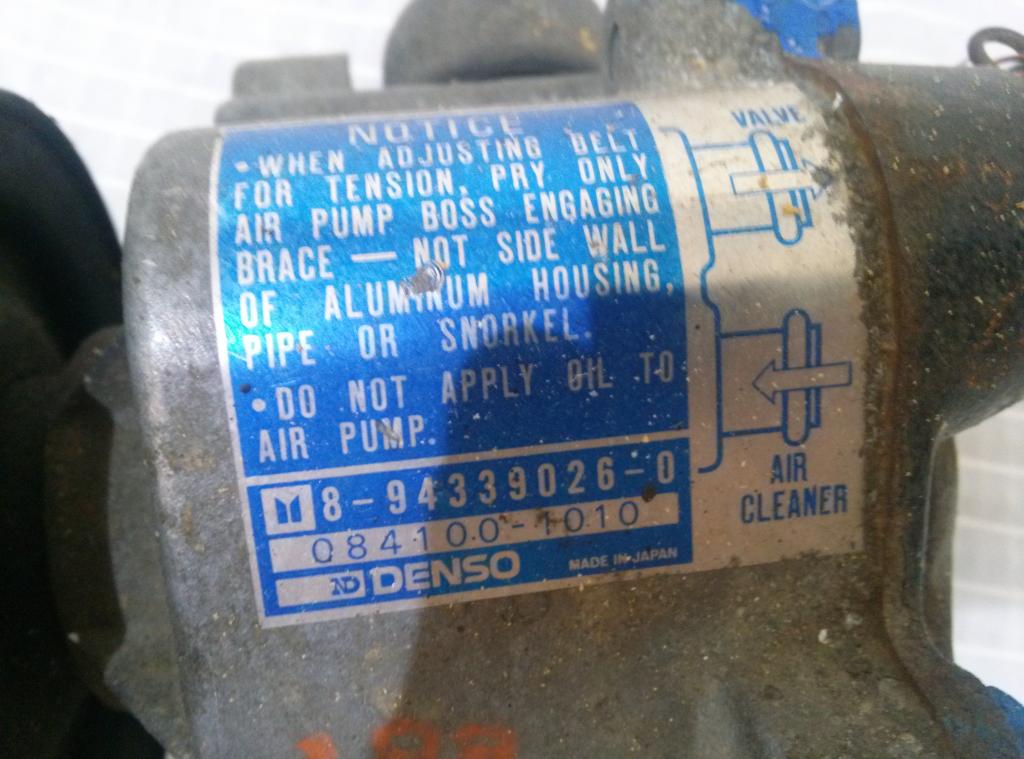 NOTICE
•WHEN ADJUSTING BELT
FOR TENSION, PRY ONLY
AIR PUMP BOSS ENGAGING
BRACE — NOT SIDE WALL
OF ALUMINUM HOUSING,
PIPE OR SNORKEL.
•DO NOT APPLY OIL TO
AIR PUMP.
8-94339026-0
084100-1010
ND DENSO MADE IN JAPAN
VALVE
AIR
CLEANER